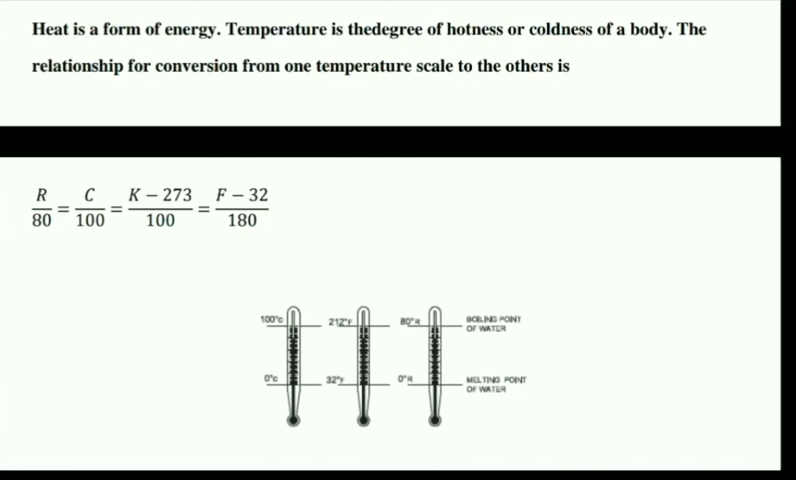 Heat is a form of energy. Temperature is thedegree of hotness or coldness of a body. The
relationship for conversion from one temperature scale to the others is
R/80 = C/100 = K − 273/100 = F − 32/180
100°C 212°F 80°R BOILING POINT
OF WATER
0°C 32°F 0°R MELTING POINT
OF WATER